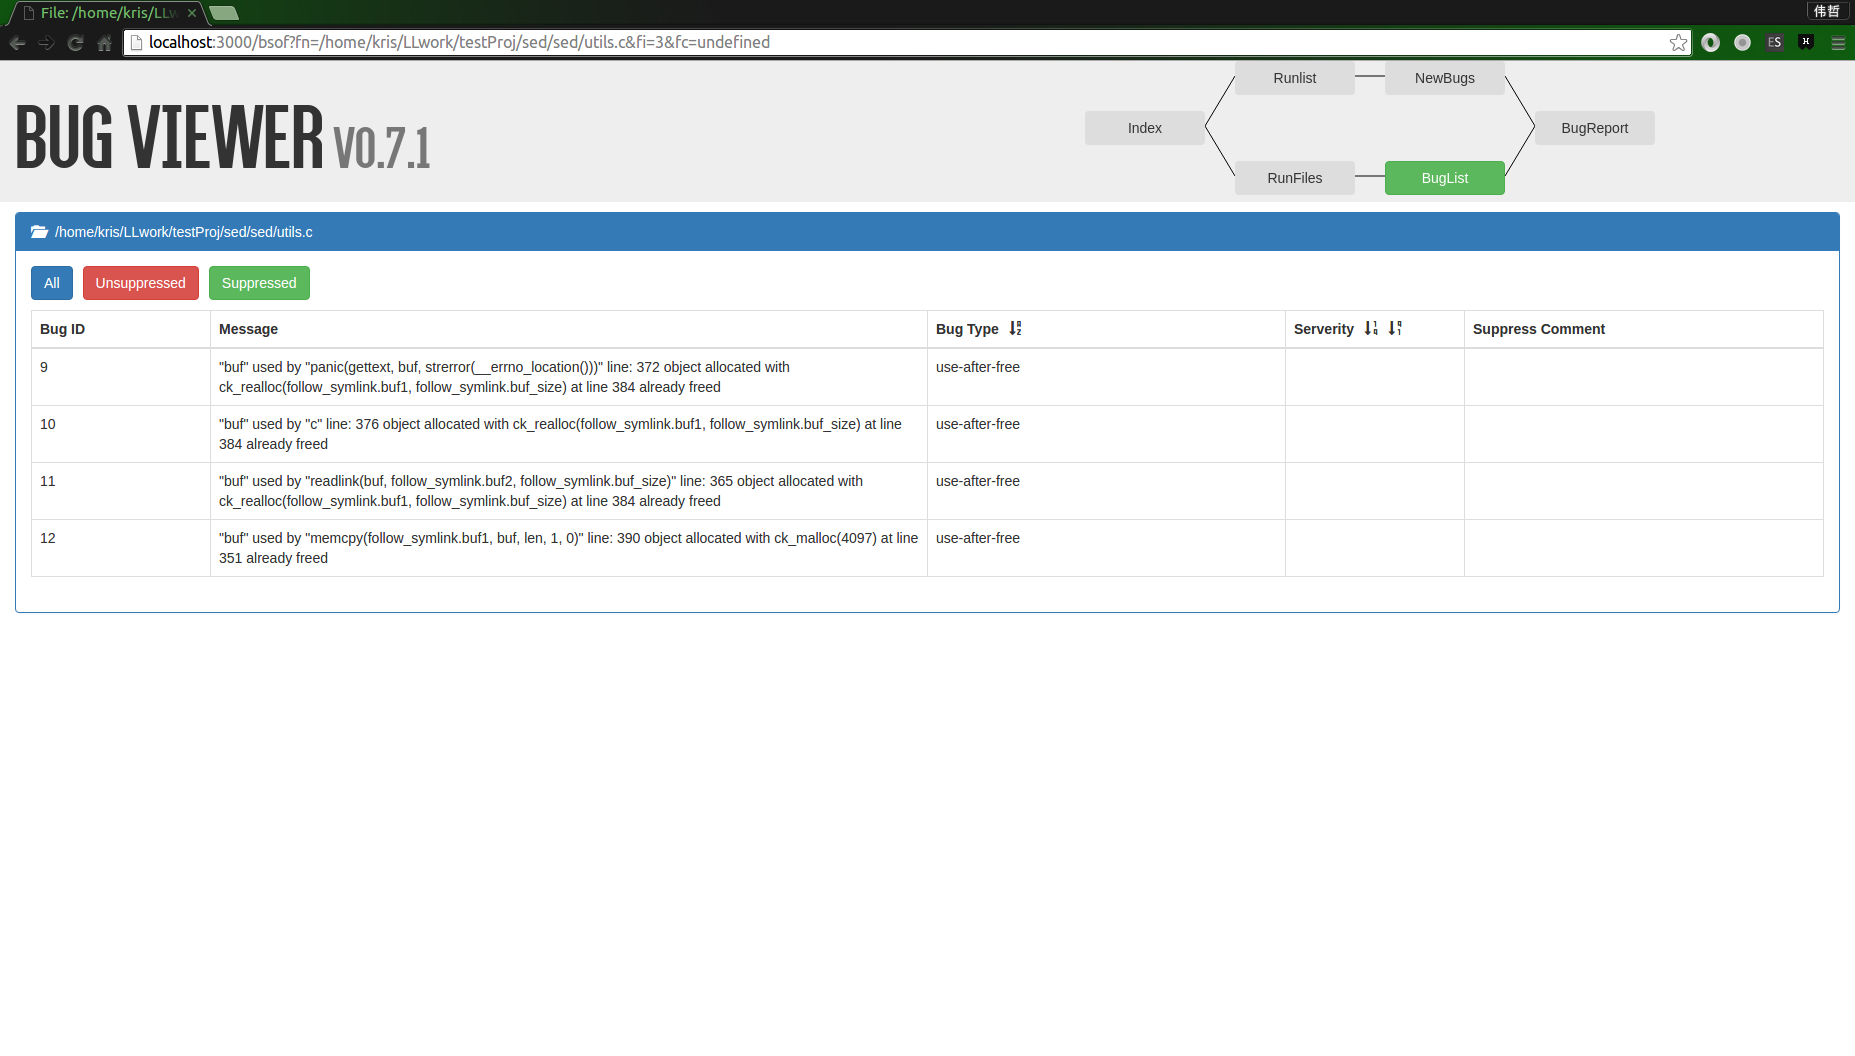 File: /home/kris/LLw
伟哲
localhost:3000/bsof?fn=/home/kris/LLwork/testProj/sed/sed/utils.c&fi=3&fc=undefined
ES
BUG VIEWER V0.7.1
Index
Runlist
NewBugs
RunFiles
BugList
BugReport
/home/kris/LLwork/testProj/sed/sed/utils.c
All Unsuppressed Suppressed
Bug ID Message Bug Type Serverity Suppress Comment
9 "buf" used by "panic(gettext, buf, strerror(__errno_location()))" line: 372 object allocated with use-after-free
ck_realloc(follow_symlink.buf1, follow_symlink.buf_size) at line 384 already freed
10 "buf" used by "c" line: 376 object allocated with ck_realloc(follow_symlink.buf1, follow_symlink.buf_size) at line use-after-free
384 already freed
11 "buf" used by "readlink(buf, follow_symlink.buf2, follow_symlink.buf_size)" line: 365 object allocated with use-after-free
ck_realloc(follow_symlink.buf1, follow_symlink.buf_size) at line 384 already freed
12 "buf" used by "memcpy(follow_symlink.buf1, buf, len, 1, 0)" line: 390 object allocated with ck_malloc(4097) at line use-after-free
351 already freed